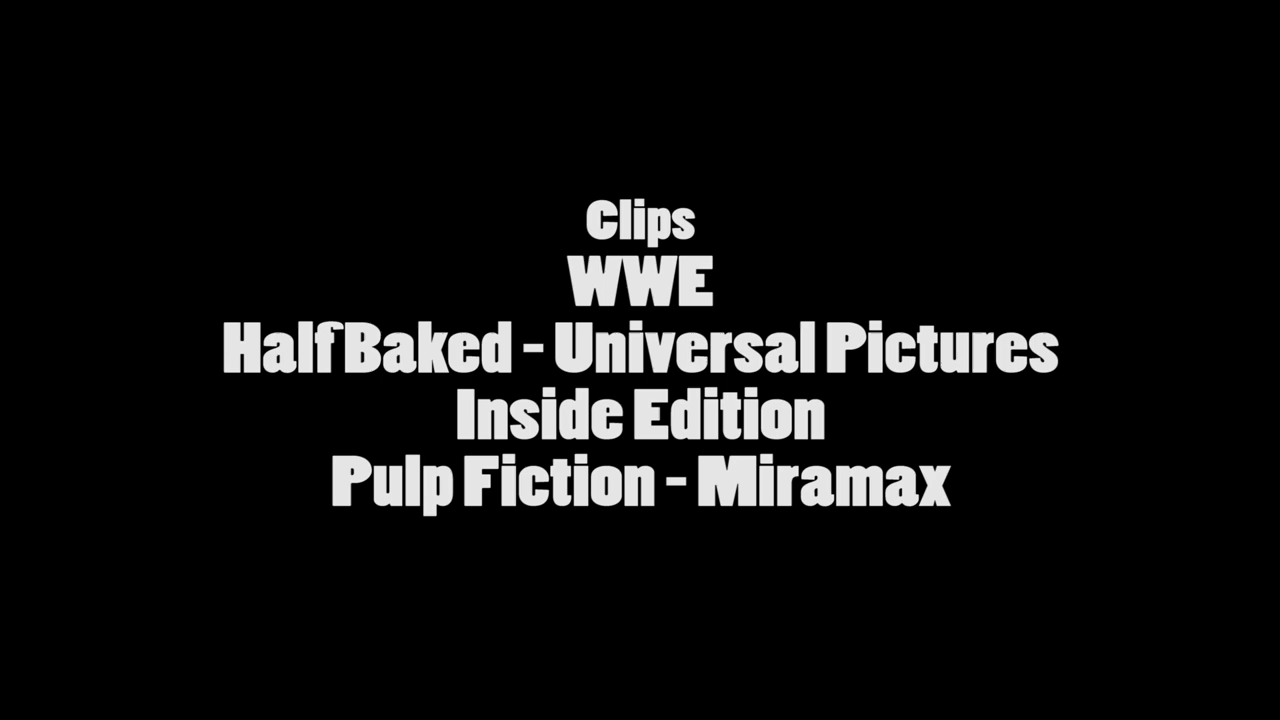 Clips
WWE
Half Baked - Universal Pictures
Inside Edition
Pulp Fiction - Miramax